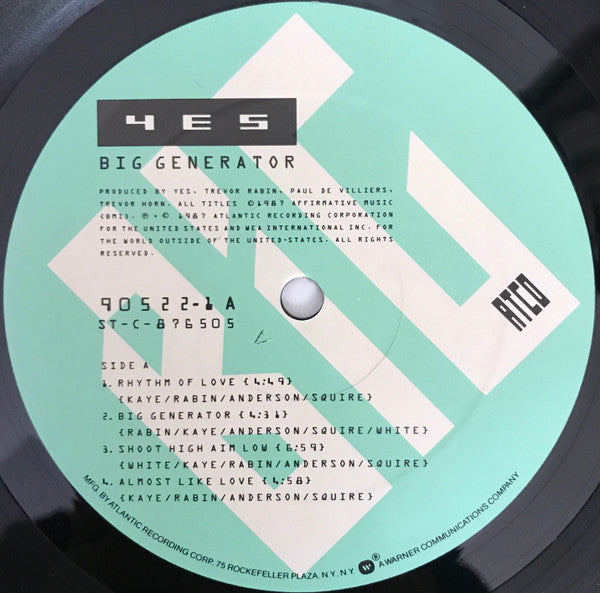 YES
BIG GENERATOR
PRODUCED BY YES, TREVOR RABIN, PAUL DE VILLIERS,
TREVOR HORN. ALL TITLES ©1987 AFFIRMATIVE MUSIC
(BMI). ℗ + © 1987 ATLANTIC RECORDING CORPORATION
FOR THE UNITED STATES AND WEA INTERNATIONAL INC. FOR
THE WORLD OUTSIDE OF THE UNITED-STATES. ALL RIGHTS
RESERVED.
90522-1 A
ST-C-876505
ATCO
SIDE A
1. RHYTHM OF LOVE {4:49}
{KAYE/RABIN/ANDERSON/SQUIRE}
2. BIG GENERATOR {4:31}
{RABIN/KAYE/ANDERSON/SQUIRE/WHITE}
3. SHOOT HIGH AIM LOW {6:59}
{WHITE/KAYE/RABIN/ANDERSON/SQUIRE}
4. ALMOST LIKE LOVE {4:58}
{KAYE/RABIN/ANDERSON/SQUIRE}
MFG. BY ATLANTIC RECORDING CORP. 75 ROCKEFELLER PLAZA. N.Y. N.Y. W® A WARNER COMMUNICATIONS COMPANY
BIG